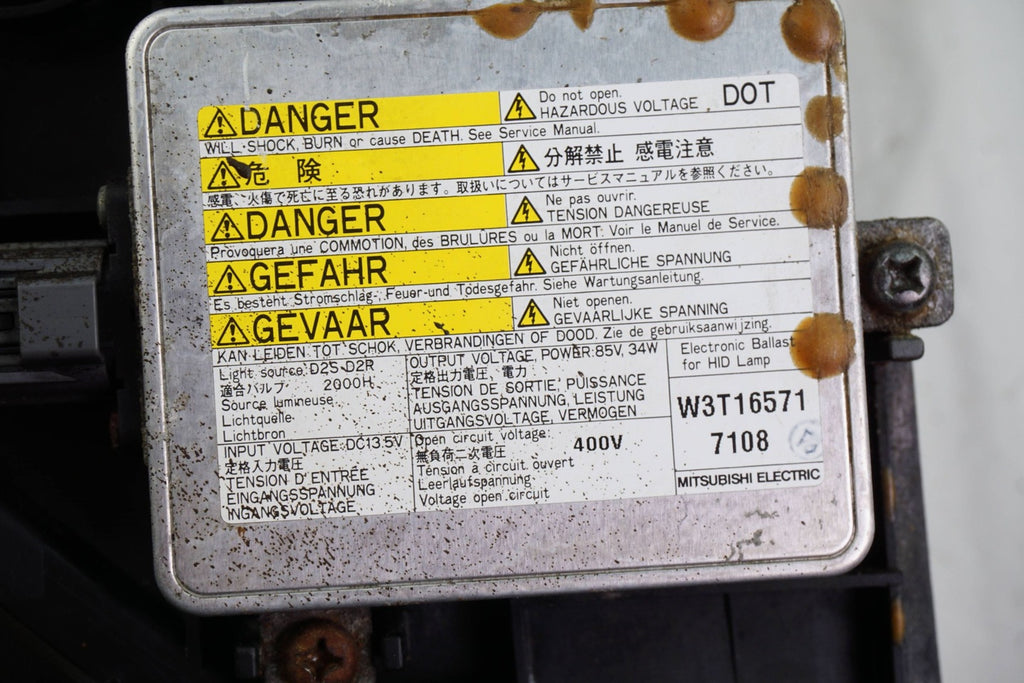 DANGER
Do not open.
HAZARDOUS VOLTAGE
DOT
WILL SHOCK, BURN or cause DEATH. See Service Manual.
危 険
分解禁止 感電注意
感電、火傷で死亡に至る恐れがあります。取扱いについてはサービスマニュアルを参照ください。
DANGER
Ne pas ouvrir.
TENSION DANGEREUSE
Provoquera une COMMOTION, des BRULŪRES ou la MORT. Voir le Manuel de Service.
GEFAHR
Nicht öffnen.
GEFÄHRLICHE SPANNUNG
Es besteht Stromschlag-, Feuer-und Todesgefahr. Siehe Wartungsanleitung.
GEVAAR
Niet openen.
GEVAARLIJKE SPANNING
KAN LEIDEN TOT SCHOK, VERBRANDINGEN OF DOOD. Zie de gebruiksaanwijzing.
Light source: D2S, D2R
適合バルブ 2000H
Source lumineuse
Lichtquelle
Lichtbron
OUTPUT VOLTAGE, POWER: 85V, 34W
定格出力電圧、電力
TENSION DE SORTIE, PUISSANCE
AUSGANGSSPANNUNG, LEISTUNG
UITGANGSVOLTAGE, VERMOGEN
Electronic Ballast
for HID Lamp
W3T16571
7108
MITSUBISHI ELECTRIC
INPUT VOLTAGE: DC13.5V
定格入力電圧
TENSION D'ENTRÉE
EINGANGSSPANNUNG
INGANGSVOLTAGE
Open circuit voltage:
400V
無負荷二次電圧
Tension à circuit ouvert
Leerlaufspannung
Voltage open circuit